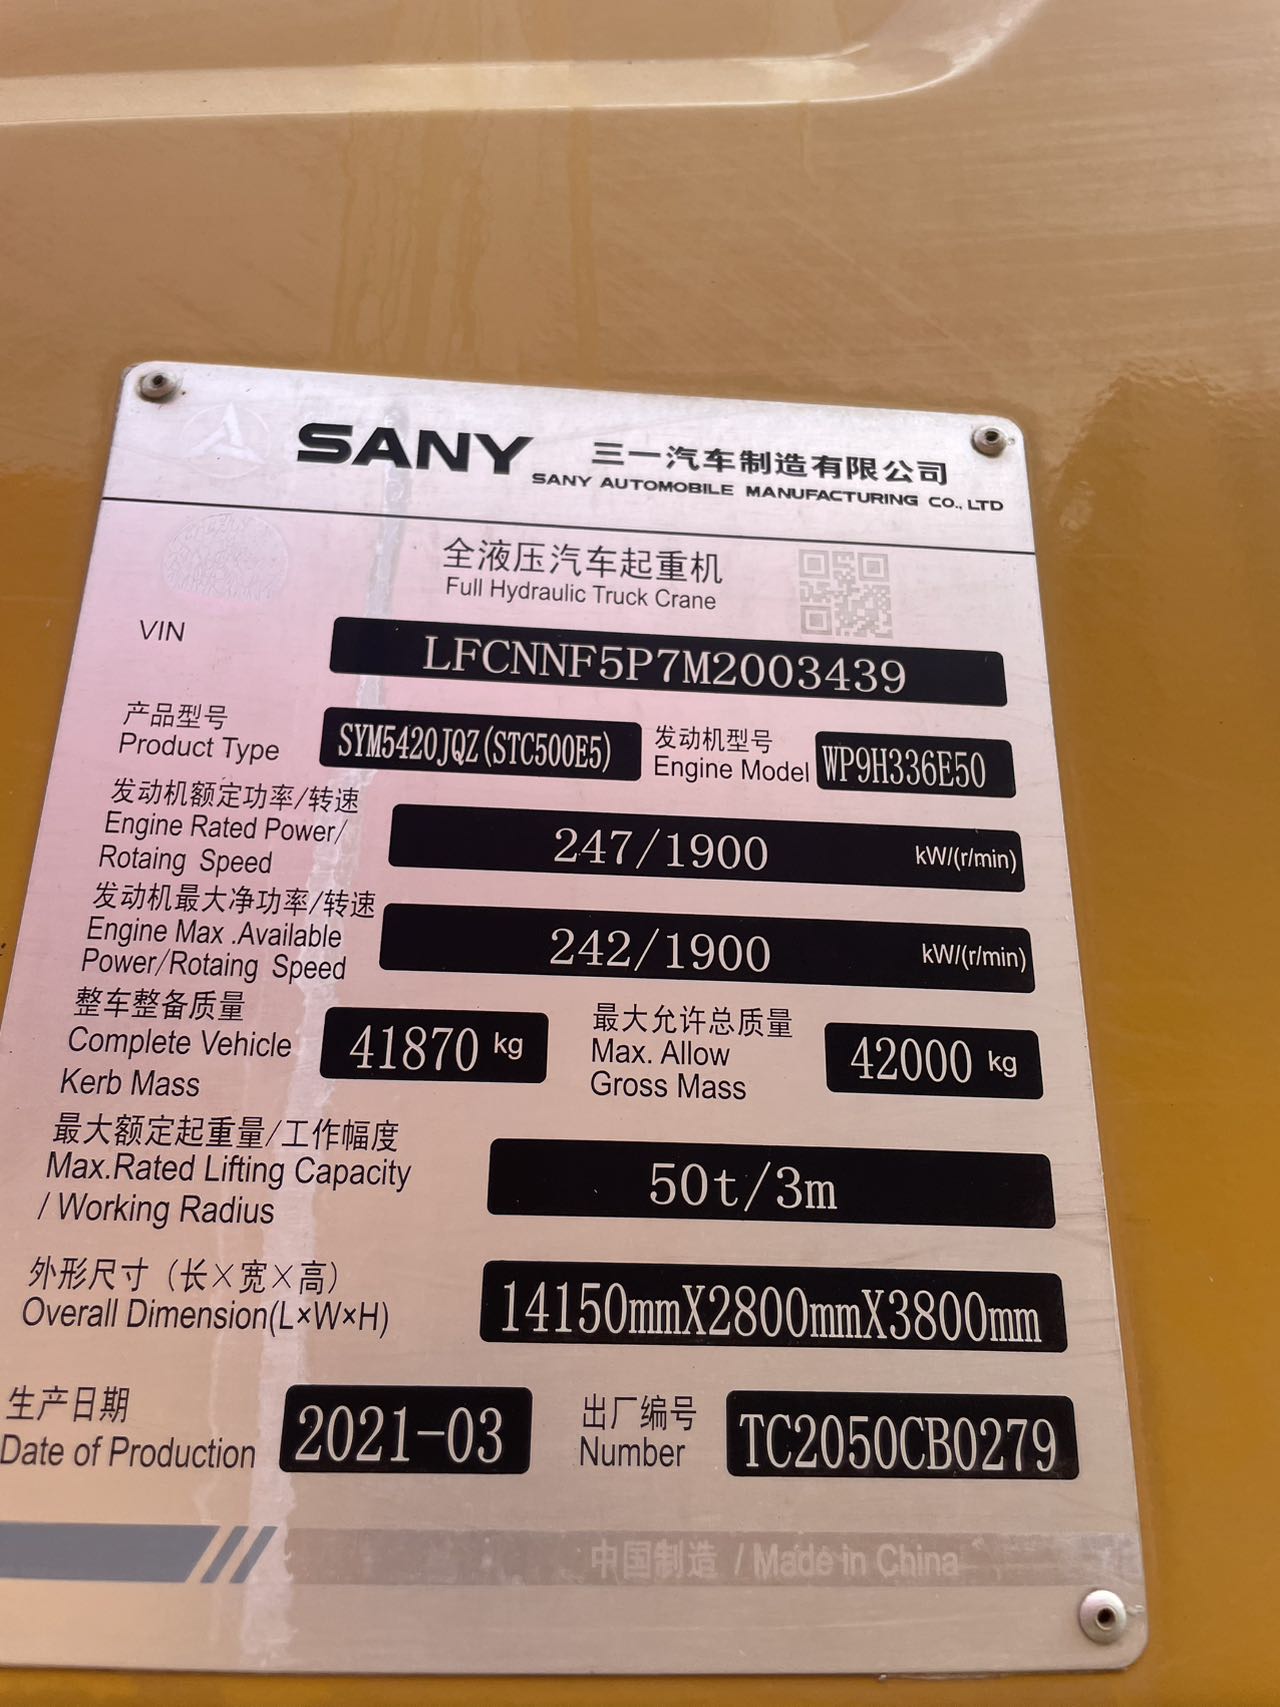 SANY 三一汽车制造有限公司
SANY AUTOMOBILE MANUFACTURING CO., LTD
全液压汽车起重机
Full Hydraulic Truck Crane
VIN LFCNNF5P7M2003439
产品型号
Product Type SYM5420JQZ(STC500E5)
发动机型号
Engine Model WP9H336E50
发动机额定功率/转速
Engine Rated Power/
Rotaing Speed
247/1900 kW/(r/min)
发动机最大净功率/转速
Engine Max .Available
Power/Rotaing Speed
242/1900 kW/(r/min)
整车整备质量
Complete Vehicle
Kerb Mass
41870 kg
最大允许总质量
Max. Allow
Gross Mass
42000 kg
最大额定起重量/工作幅度
Max.Rated Lifting Capacity
/ Working Radius
50t/3m
外形尺寸（长×宽×高）
Overall Dimension(L×W×H)
14150mmX2800mmX3800mm
生产日期
Date of Production
2021-03
出厂编号
Number
TC2050CB0279
中国制造 / Made in China